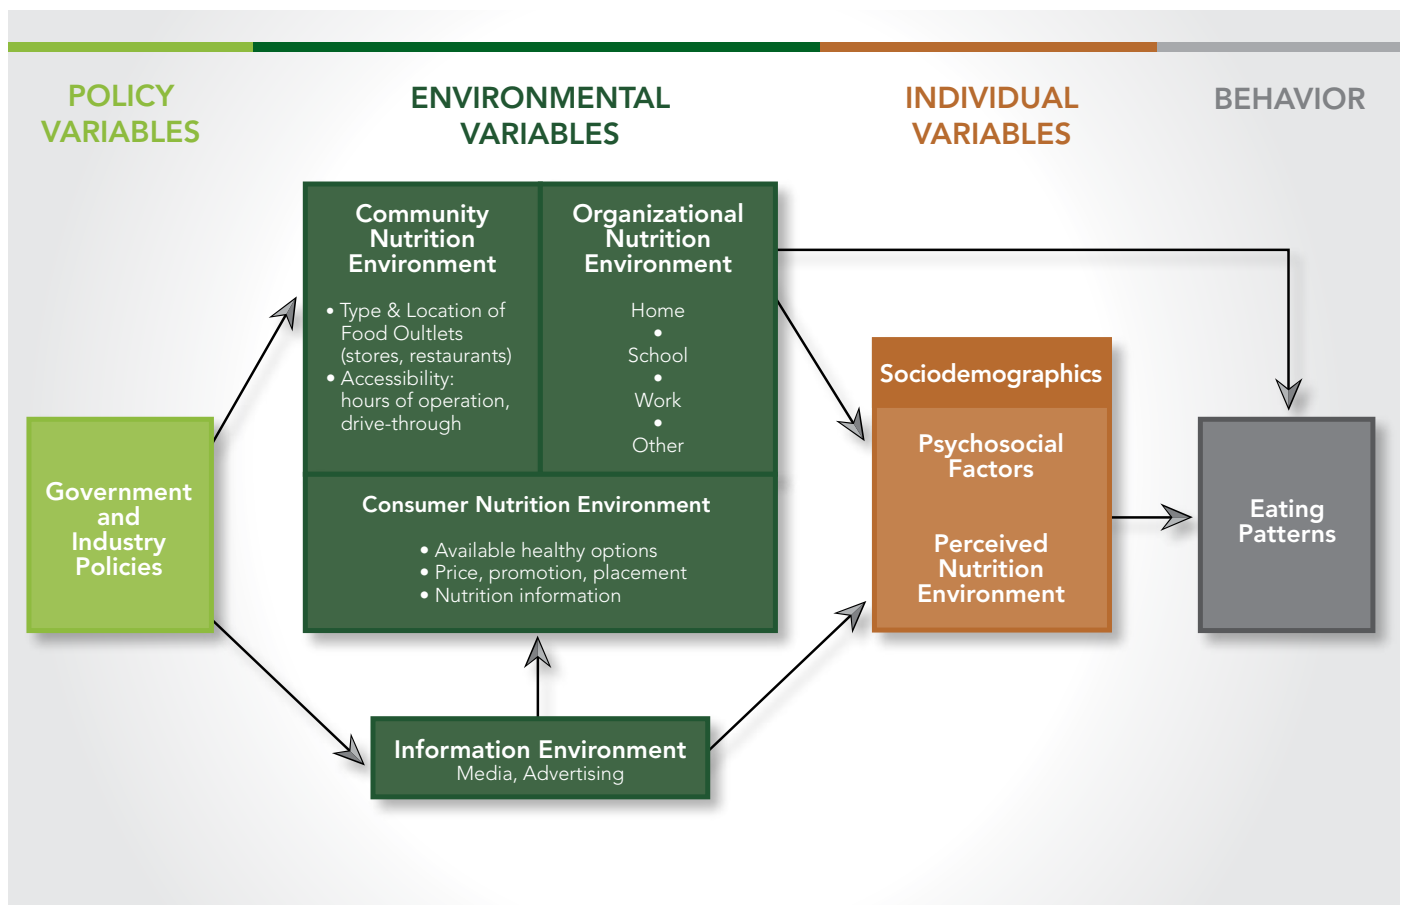 POLICY
VARIABLES
ENVIRONMENTAL
VARIABLES
INDIVIDUAL
VARIABLES
BEHAVIOR
Government
and
Industry
Policies
Community
Nutrition
Environment
• Type & Location of
Food Oultlets
(stores, restaurants)
• Accessibility:
hours of operation,
drive-through
Organizational
Nutrition
Environment
Home
•
School
•
Work
•
Other
Consumer Nutrition Environment
• Available healthy options
• Price, promotion, placement
• Nutrition information
Information Environment
Media, Advertising
Sociodemographics
Psychosocial
Factors
Perceived
Nutrition
Environment
Eating
Patterns